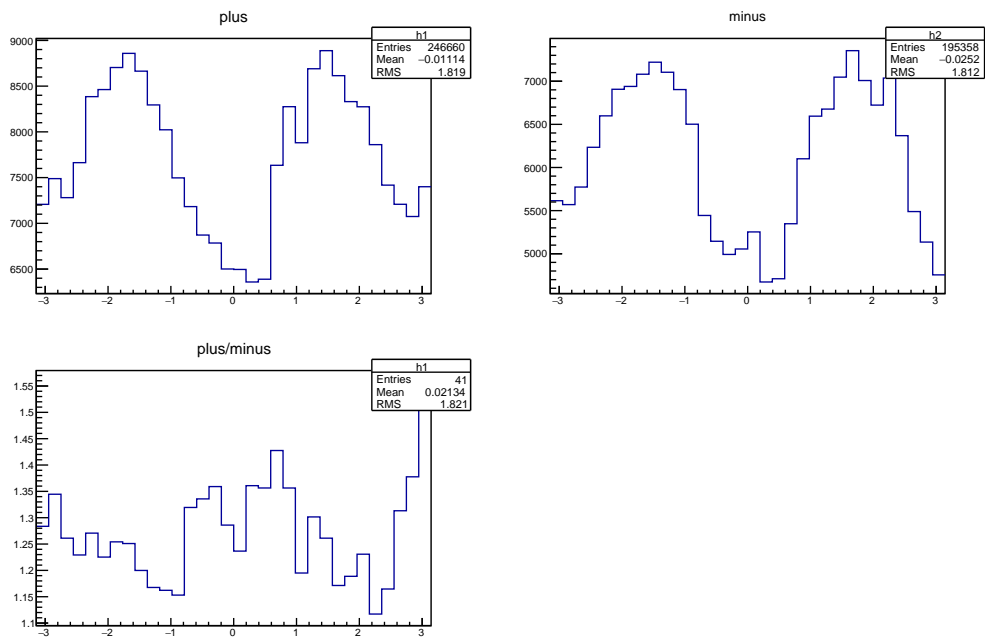 plus
h1
Entries 246660
Mean −0.01114
RMS 1.819
9000
8500
8000
7500
7000
6500
−3 −2 −1 0 1 2 3
minus
h2
Entries 195358
Mean −0.0252
RMS 1.812
7000
6500
6000
5500
5000
−3 −2 −1 0 1 2 3
plus/minus
h1
Entries 41
Mean 0.02134
RMS 1.821
1.55
1.5
1.45
1.4
1.35
1.3
1.25
1.2
1.15
1.1
−3 −2 −1 0 1 2 3